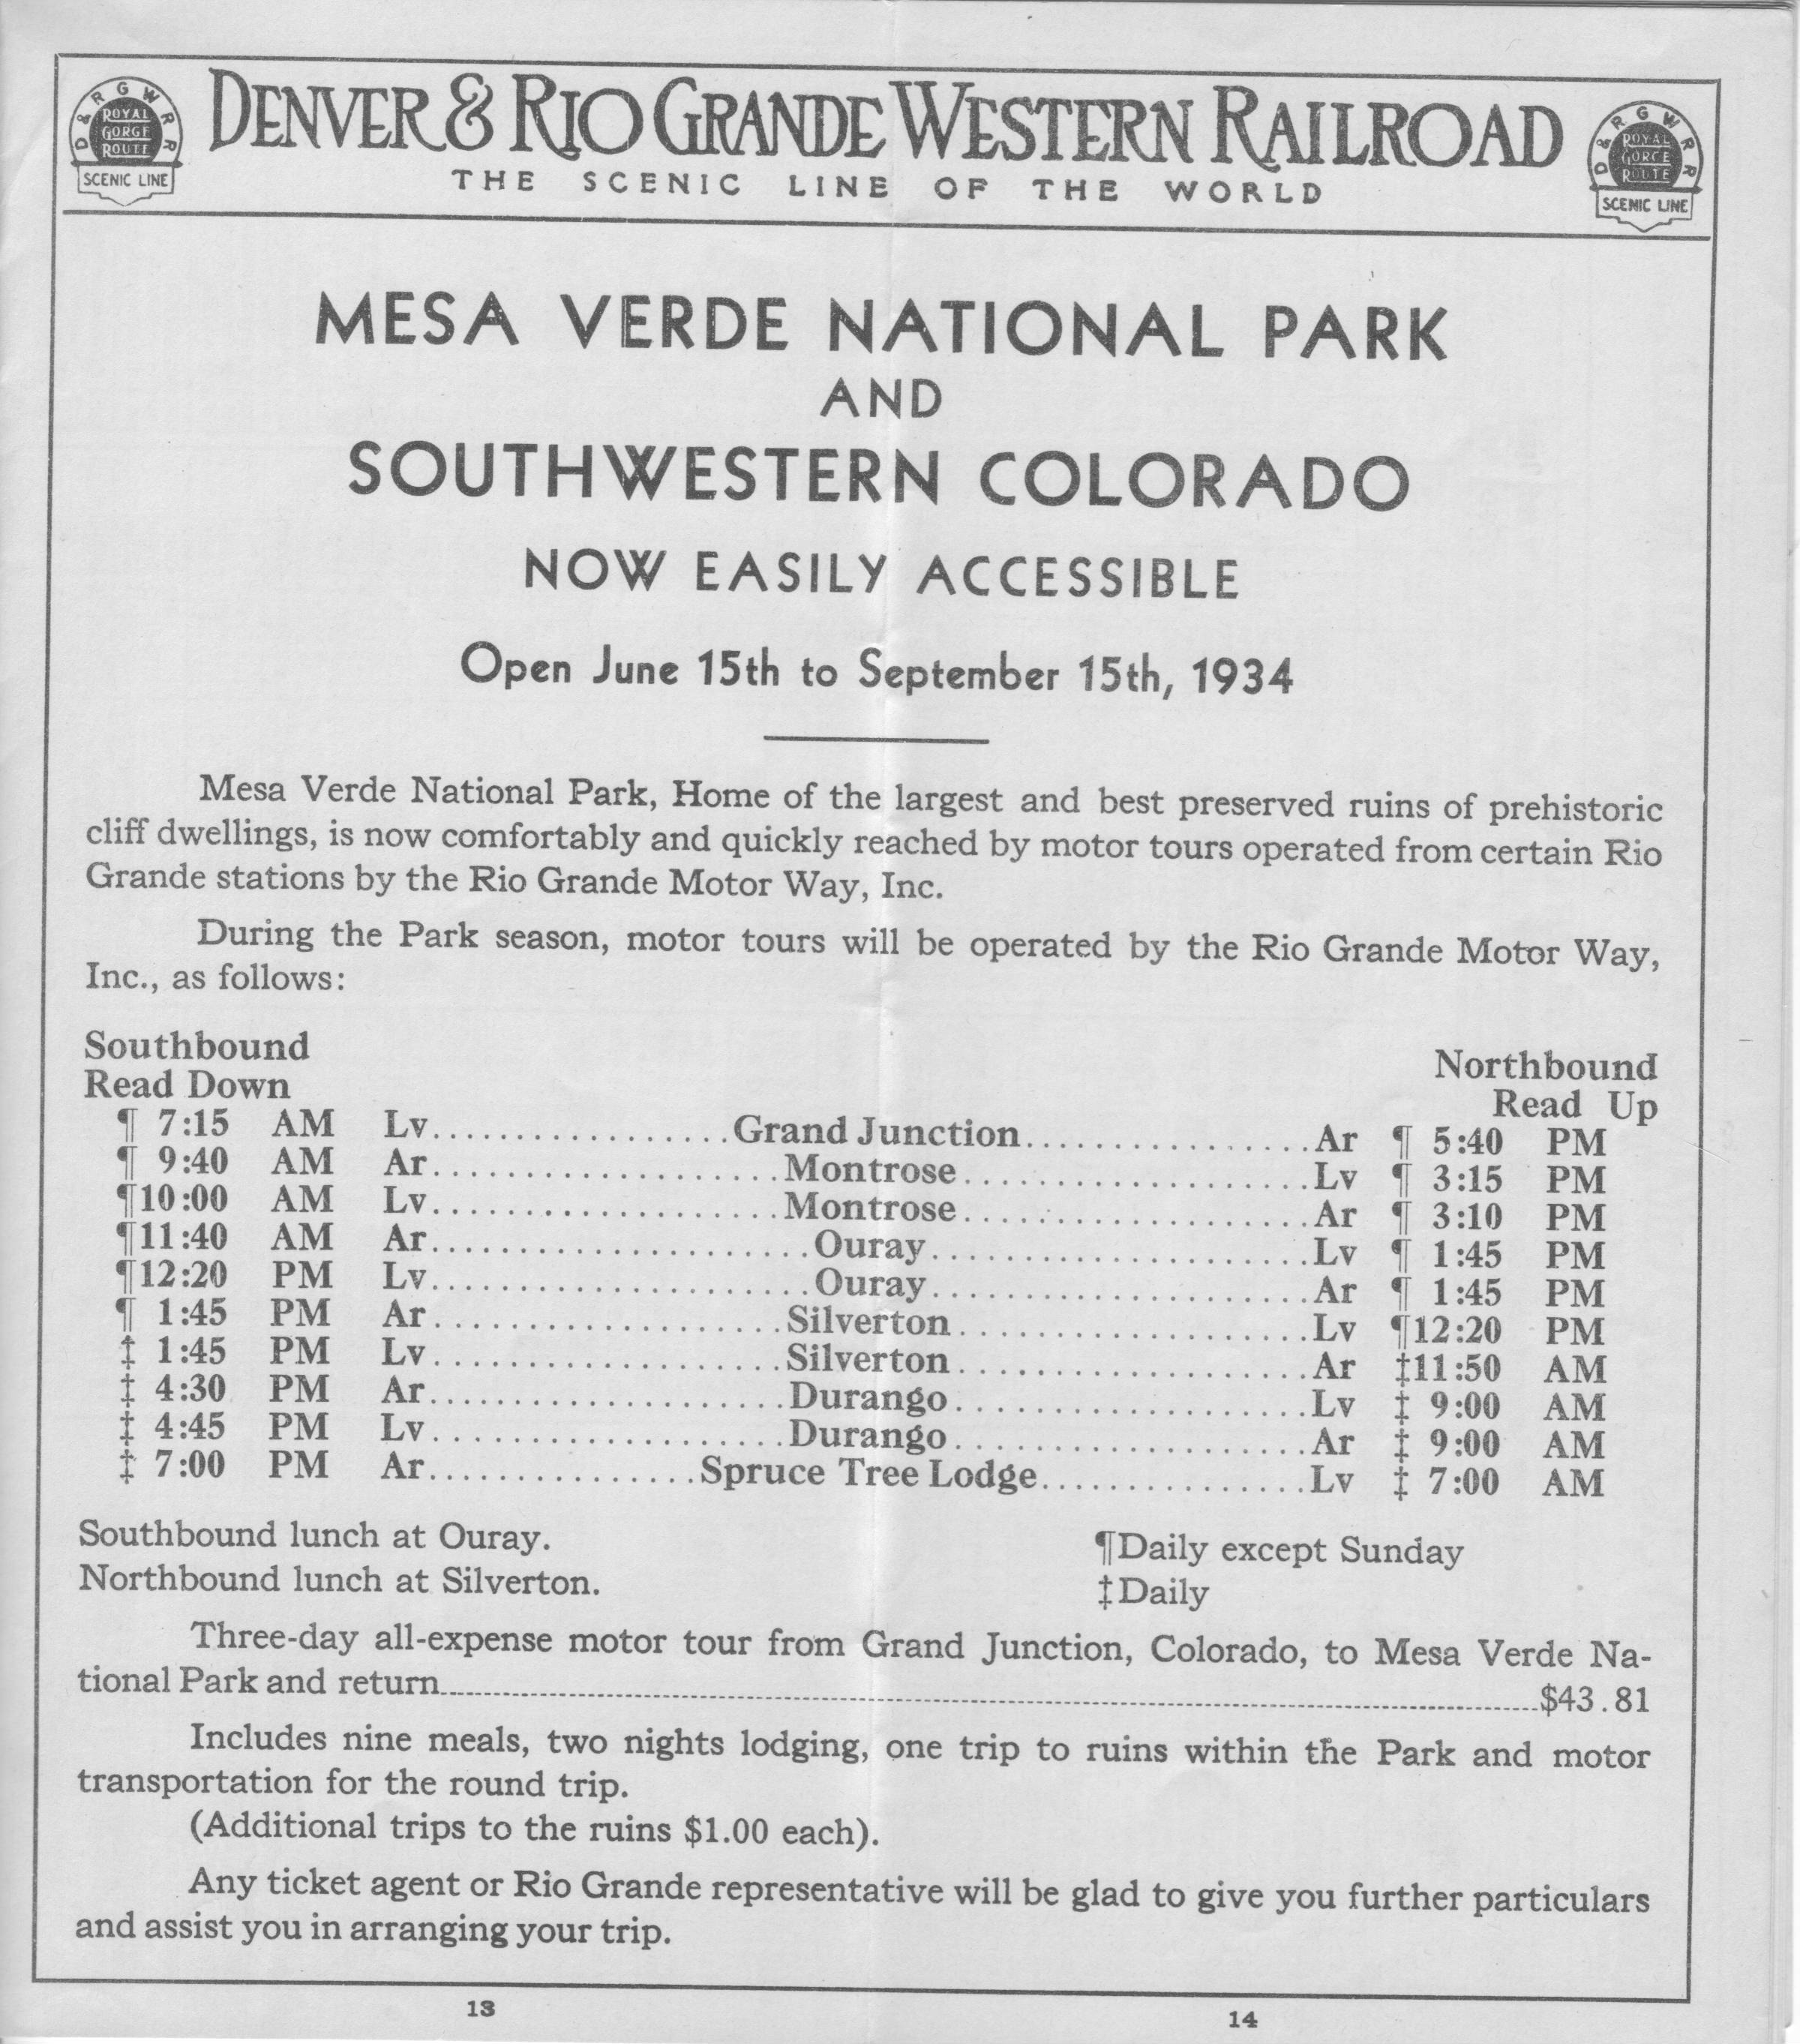 D & R G W R R
ROYAL
GORGE
ROUTE
SCENIC LINE
DENVER & RIO GRANDE WESTERN RAILROAD
THE SCENIC LINE OF THE WORLD
D & R G W R R
ROYAL
GORGE
ROUTE
SCENIC LINE
MESA VERDE NATIONAL PARK
AND
SOUTHWESTERN COLORADO
NOW EASILY ACCESSIBLE
Open June 15th to September 15th, 1934
Mesa Verde National Park, Home of the largest and best preserved ruins of prehistoric
cliff dwellings, is now comfortably and quickly reached by motor tours operated from certain Rio
Grande stations by the Rio Grande Motor Way, Inc.
During the Park season, motor tours will be operated by the Rio Grande Motor Way,
Inc., as follows:
Southbound Northbound
Read Down Read Up
¶ 7:15 AM Lv.................Grand Junction.................Ar ¶ 5:40 PM
¶ 9:40 AM Ar....................Montrose....................Lv ¶ 3:15 PM
¶10:00 AM Lv....................Montrose....................Ar ¶ 3:10 PM
¶11:40 AM Ar......................Ouray......................Lv ¶ 1:45 PM
¶12:20 PM Lv......................Ouray......................Ar ¶ 1:45 PM
¶ 1:45 PM Ar....................Silverton....................Lv ¶12:20 PM
‡ 1:45 PM Lv....................Silverton....................Ar ‡11:50 AM
‡ 4:30 PM Ar....................Durango....................Lv ‡ 9:00 AM
‡ 4:45 PM Lv....................Durango....................Ar ‡ 9:00 AM
‡ 7:00 PM Ar...............Spruce Tree Lodge...............Lv ‡ 7:00 AM
Southbound lunch at Ouray. ¶Daily except Sunday
Northbound lunch at Silverton. ‡Daily
Three-day all-expense motor tour from Grand Junction, Colorado, to Mesa Verde Na-
tional Park and return....................$43.81
Includes nine meals, two nights lodging, one trip to ruins within the Park and motor
transportation for the round trip.
(Additional trips to the ruins $1.00 each).
Any ticket agent or Rio Grande representative will be glad to give you further particulars
and assist you in arranging your trip.
13 14